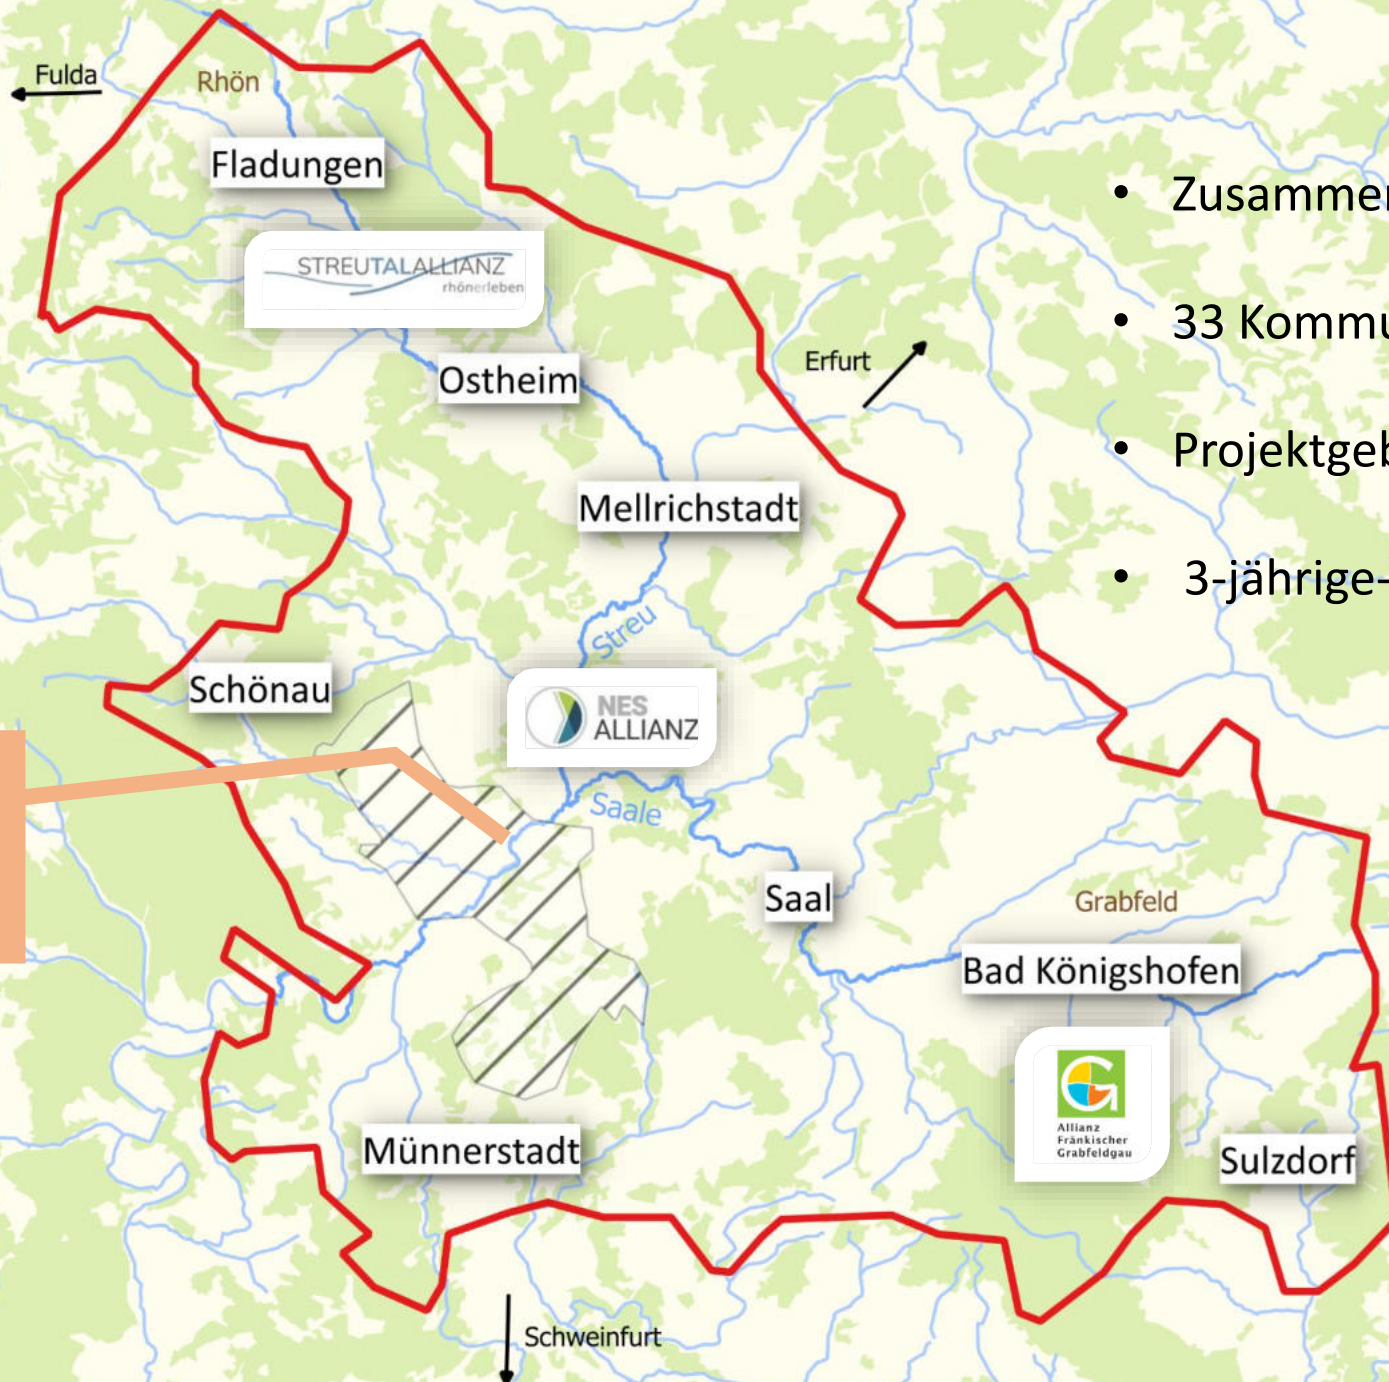 Fulda
Rhön
Fladungen
STREUTALALLIANZ
rhönerleben
Ostheim
Erfurt
Mellrichstadt
Streu
Schönau
NES
ALLIANZ
Saale
Saal
Grabfeld
Bad Königshofen
Allianz
Fränkischer
Grabfeldgau
Münnerstadt
Sulzdorf
Schweinfurt
• Zusammen
• 33 Kommu
• Projektgeb
• 3-jährige-